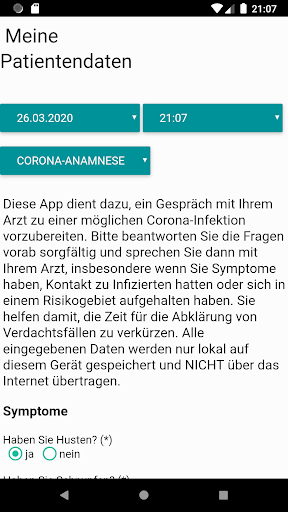 21:07
Meine
Patientendaten
26.03.2020 21:07
CORONA-ANAMNESE
Diese App dient dazu, ein Gespräch mit Ihrem
Arzt zu einer möglichen Corona-Infektion
vorzubereiten. Bitte beantworten Sie die Fragen
vorab sorgfältig und sprechen Sie dann mit
Ihrem Arzt, insbesondere wenn Sie Symptome
haben, Kontakt zu Infizierten hatten oder sich in
einem Risikogebiet aufgehalten haben. Sie
helfen damit, die Zeit für die Abklärung von
Verdachtsfällen zu verkürzen. Alle
eingegebenen Daten werden nur lokal auf
diesem Gerät gespeichert und NICHT über das
Internet übertragen.
Symptome
Haben Sie Husten? (*)
ja nein
Haben Sie Schnupfen? (*)